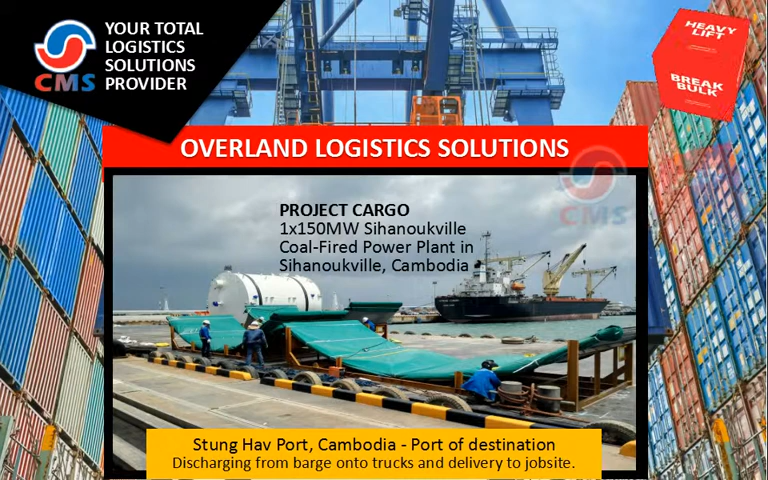 YOUR TOTAL
LOGISTICS
SOLUTIONS
PROVIDER
CMS
HEAVY
LIFT
BREAK
BULK
OVERLAND LOGISTICS SOLUTIONS
CMS
PROJECT CARGO
1x150MW Sihanoukville
Coal-Fired Power Plant in
Sihanoukville, Cambodia
Stung Hav Port, Cambodia - Port of destination
Discharging from barge onto trucks and delivery to jobsite.